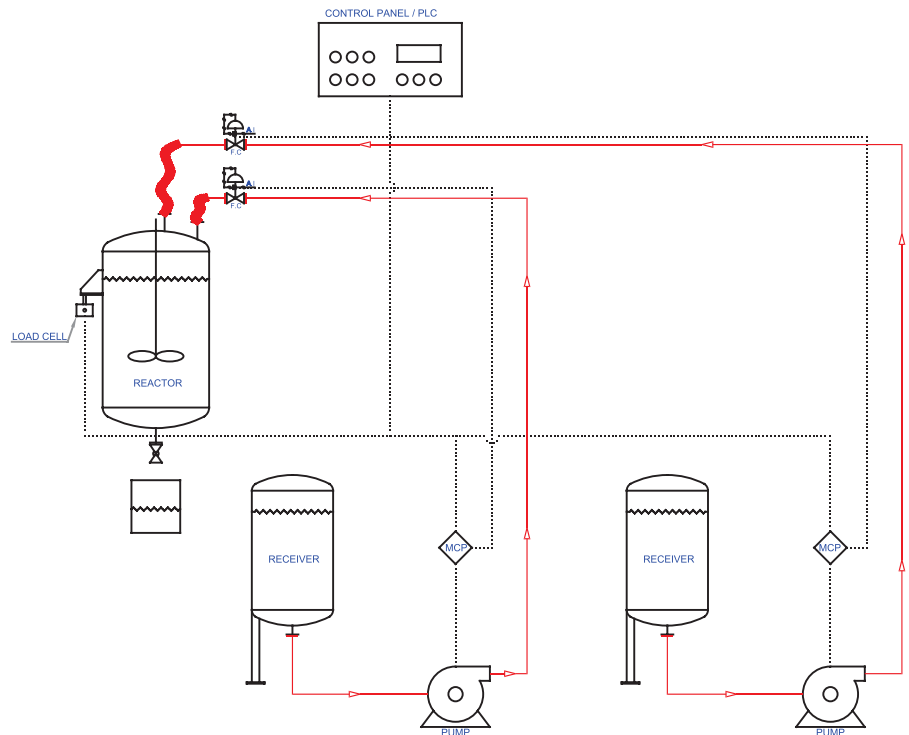 CONTROL PANEL / PLC
F.C
F.C
LOAD CELL
REACTOR
MCP
MCP
RECEIVER
RECEIVER
PUMP
PUMP